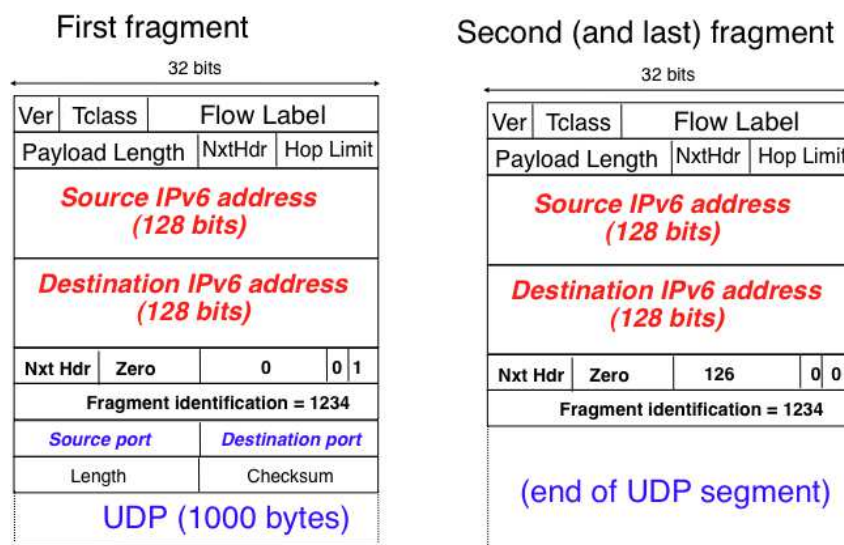 First fragment
32 bits
Ver Tclass Flow Label
Payload Length NxtHdr Hop Limit
Source IPv6 address
(128 bits)
Destination IPv6 address
(128 bits)
Nxt Hdr Zero 0 0 1
Fragment identification = 1234
Source port Destination port
Length Checksum
UDP (1000 bytes)
Second (and last) fragment
32 bits
Ver Tclass Flow Label
Payload Length NxtHdr Hop Limit
Source IPv6 address
(128 bits)
Destination IPv6 address
(128 bits)
Nxt Hdr Zero 126 0 0
Fragment identification = 1234
(end of UDP segment)